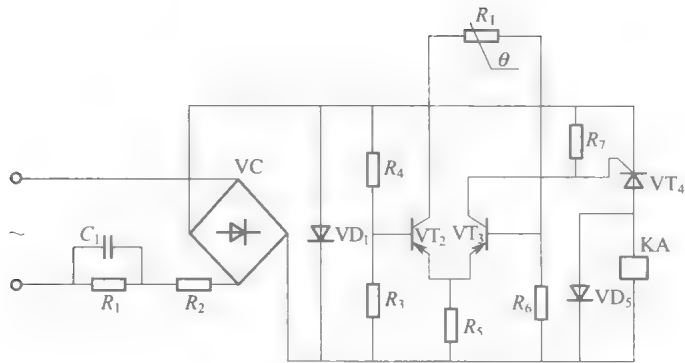 R₁
θ
VC
R₇
R₄
VT₄
C₁
~
VD₁
VT₂
VT₃
KA
R₁
R₂
R₃
R₅
R₆
VD₅